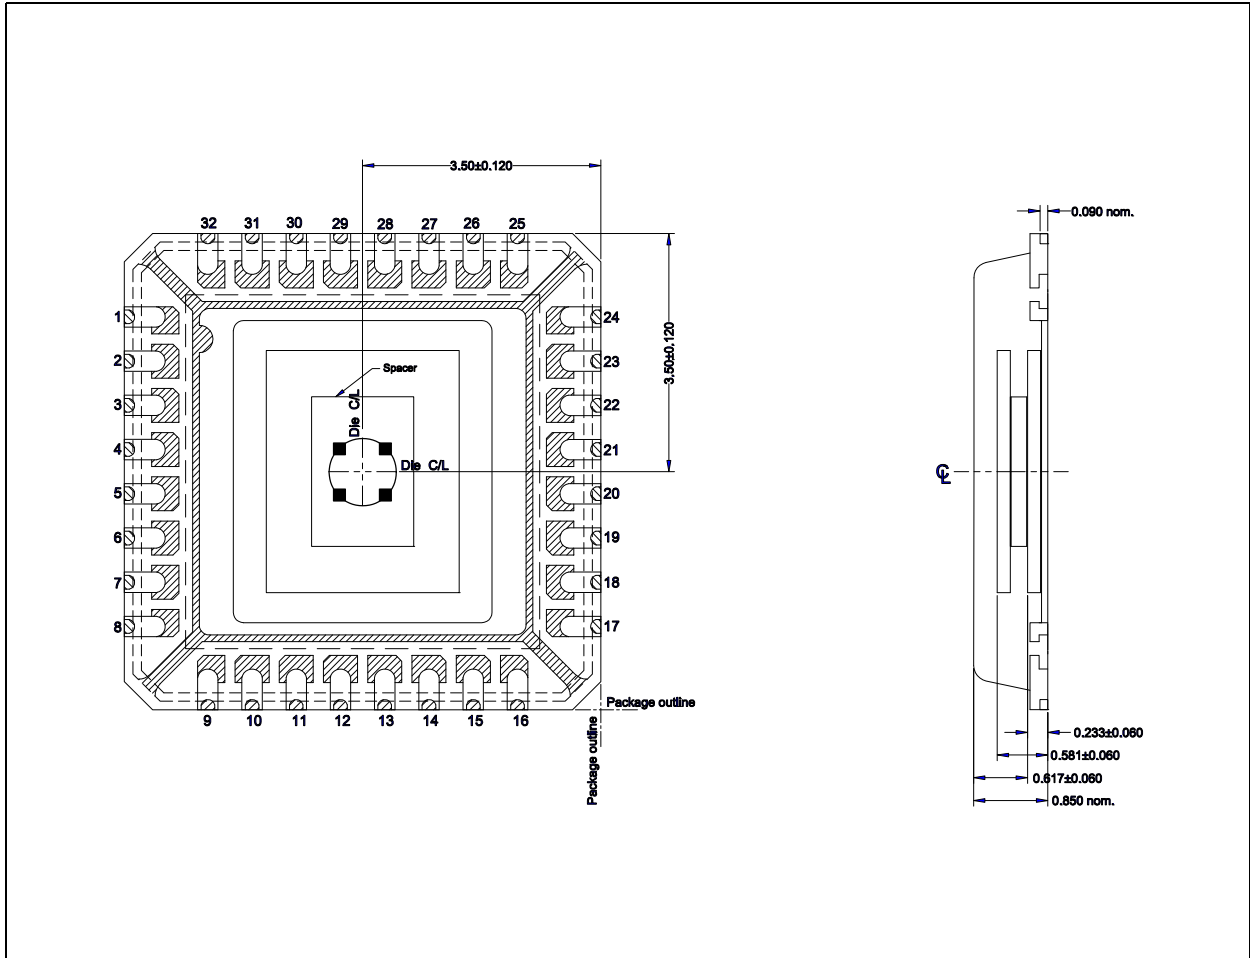 3.50±0.120
0.090 nom.
32 31 30 29 28 27 26 25
1
24
2
23
3
22
4
21
5
20
6
19
7
18
8
17
3.50±0.120
Spacer
Die C/L
Die C/L
CL
9 10 11 12 13 14 15 16
Package outline
Package outline
0.233±0.060
0.581±0.060
0.617±0.060
0.850 nom.